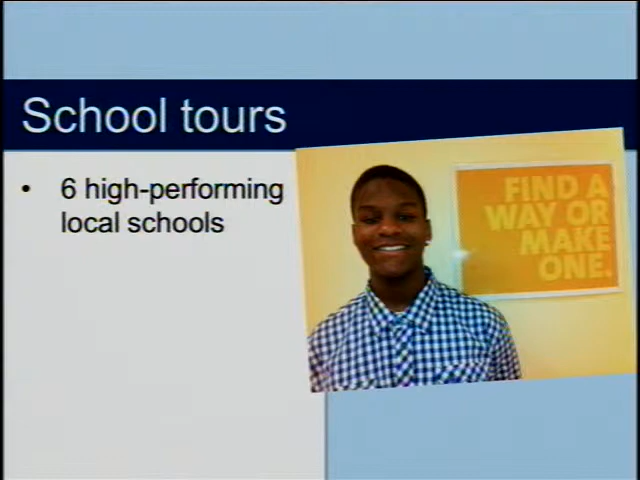 School tours
• 6 high-performing
local schools
FIND A
WAY OR
MAKE
ONE.